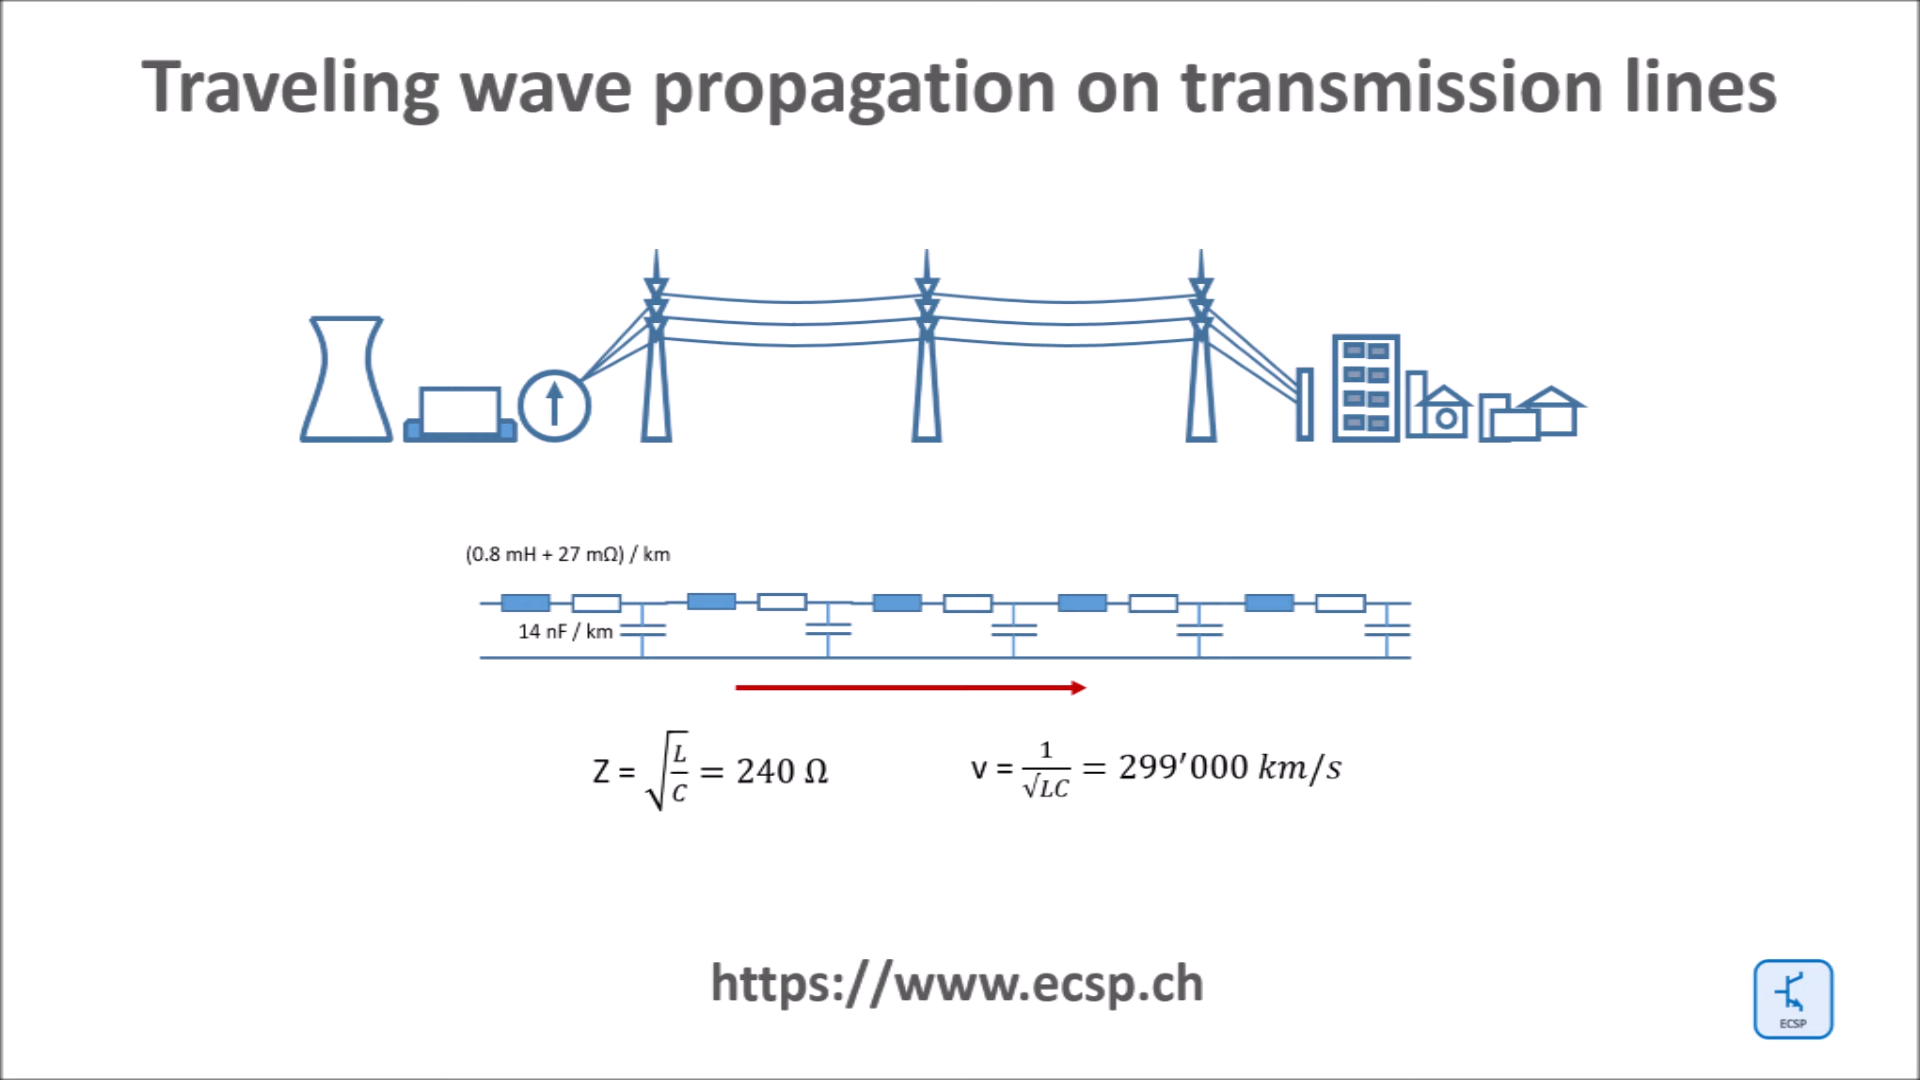 Traveling wave propagation on transmission lines
(0.8 mH + 27 mΩ) / km
14 nF / km
Z = √(L/C) = 240 Ω
v = 1/√LC = 299′000 km/s
https://www.ecsp.ch
ECSP